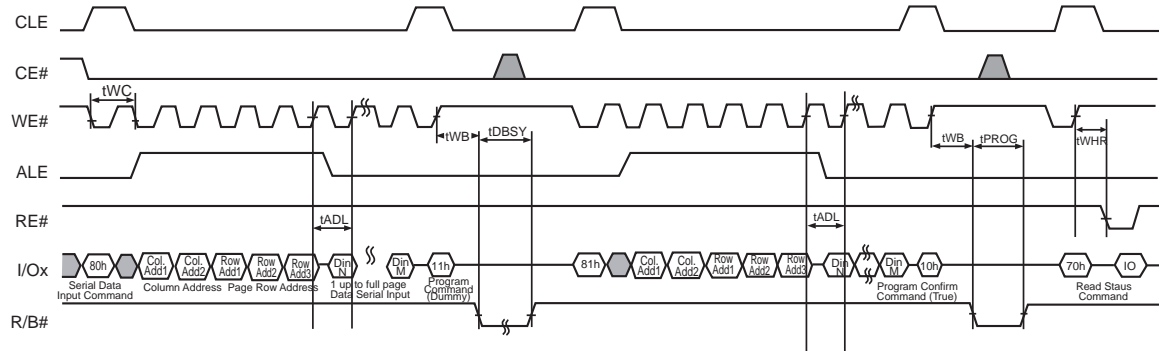 CLE
CE#
tWC
WE#
tWB
tDBSY
tWB
tPROG
tWHR
ALE
RE#
tADL
tADL
I/Ox
80h
Col. Add1
Col. Add2
Row Add1
Row Add2
Row Add3
Din N
Din M
11h
81h
Col. Add1
Col. Add2
Row Add1
Row Add2
Row Add3
Din N
Din M
10h
70h
IO
Serial Data
Input Command
Column Address
Page Row Address
1 up to full page
Data Serial Input
Program
Command
(Dummy)
Program Confirm
Command (True)
Read Staus
Command
R/B#